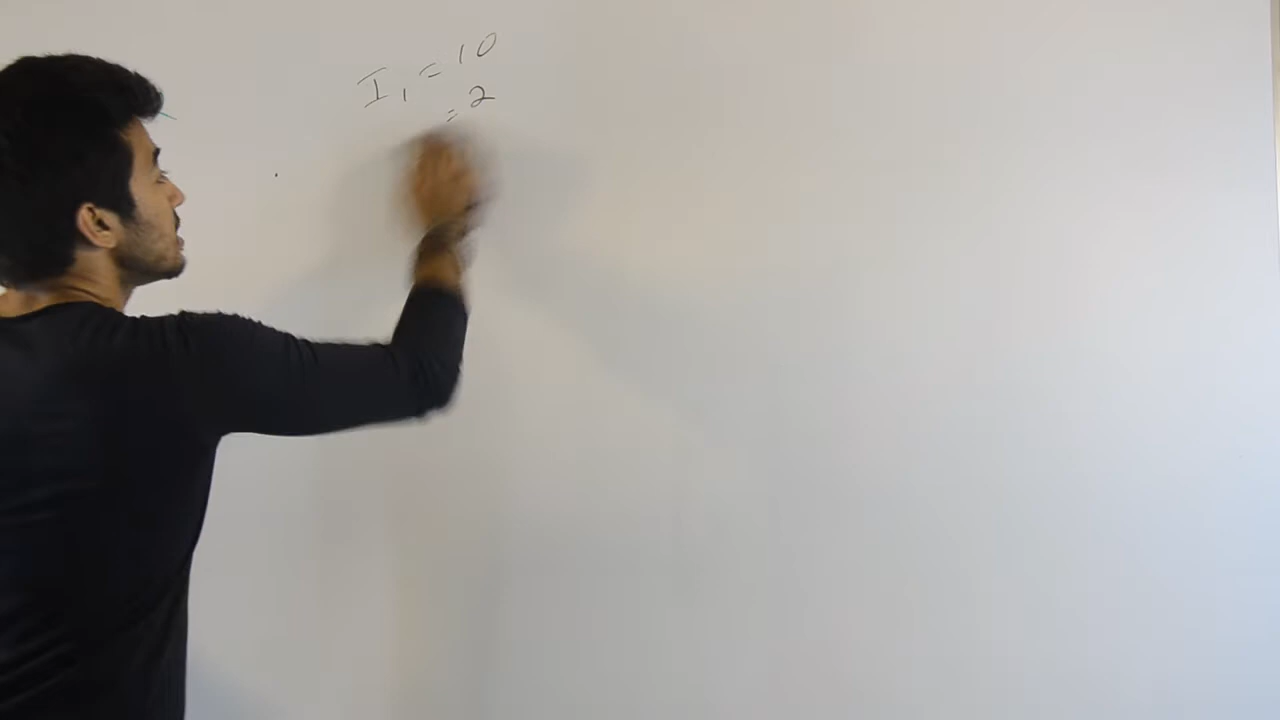 I₁ = 10
= 2